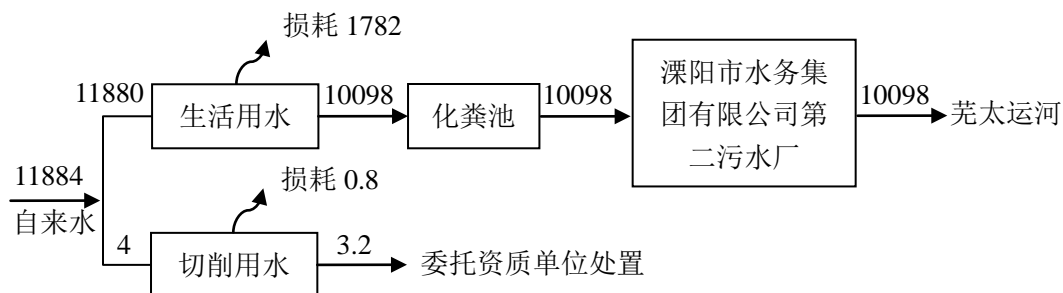 损耗 1782
11880
生活用水
10098
化粪池
10098
溧阳市水务集
团有限公司第
二污水厂
10098
芜太运河
11884
自来水
损耗 0.8
4
切削用水
3.2
委托资质单位处置